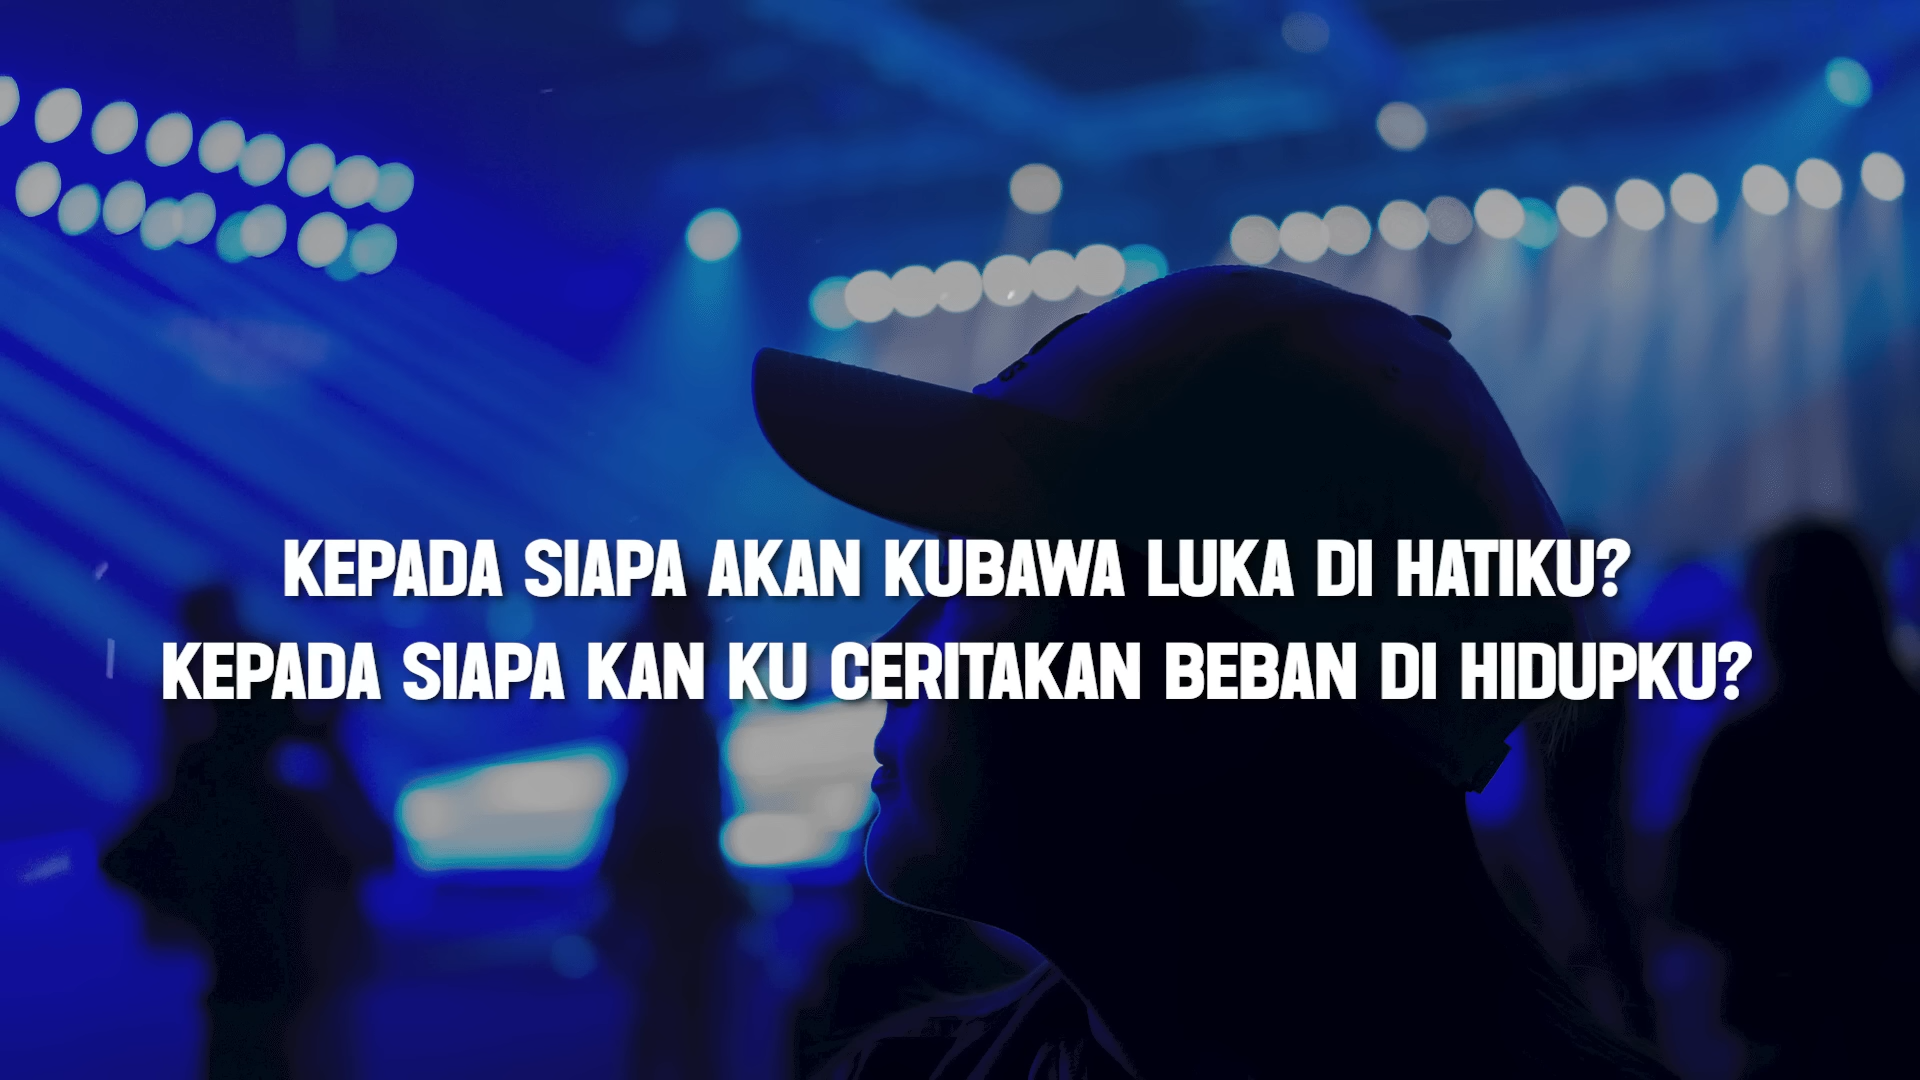 KEPADA SIAPA AKAN KUBAWA LUKA DI HATIKU?
KEPADA SIAPA KAN KU CERITAKAN BEBAN DI HIDUPKU?